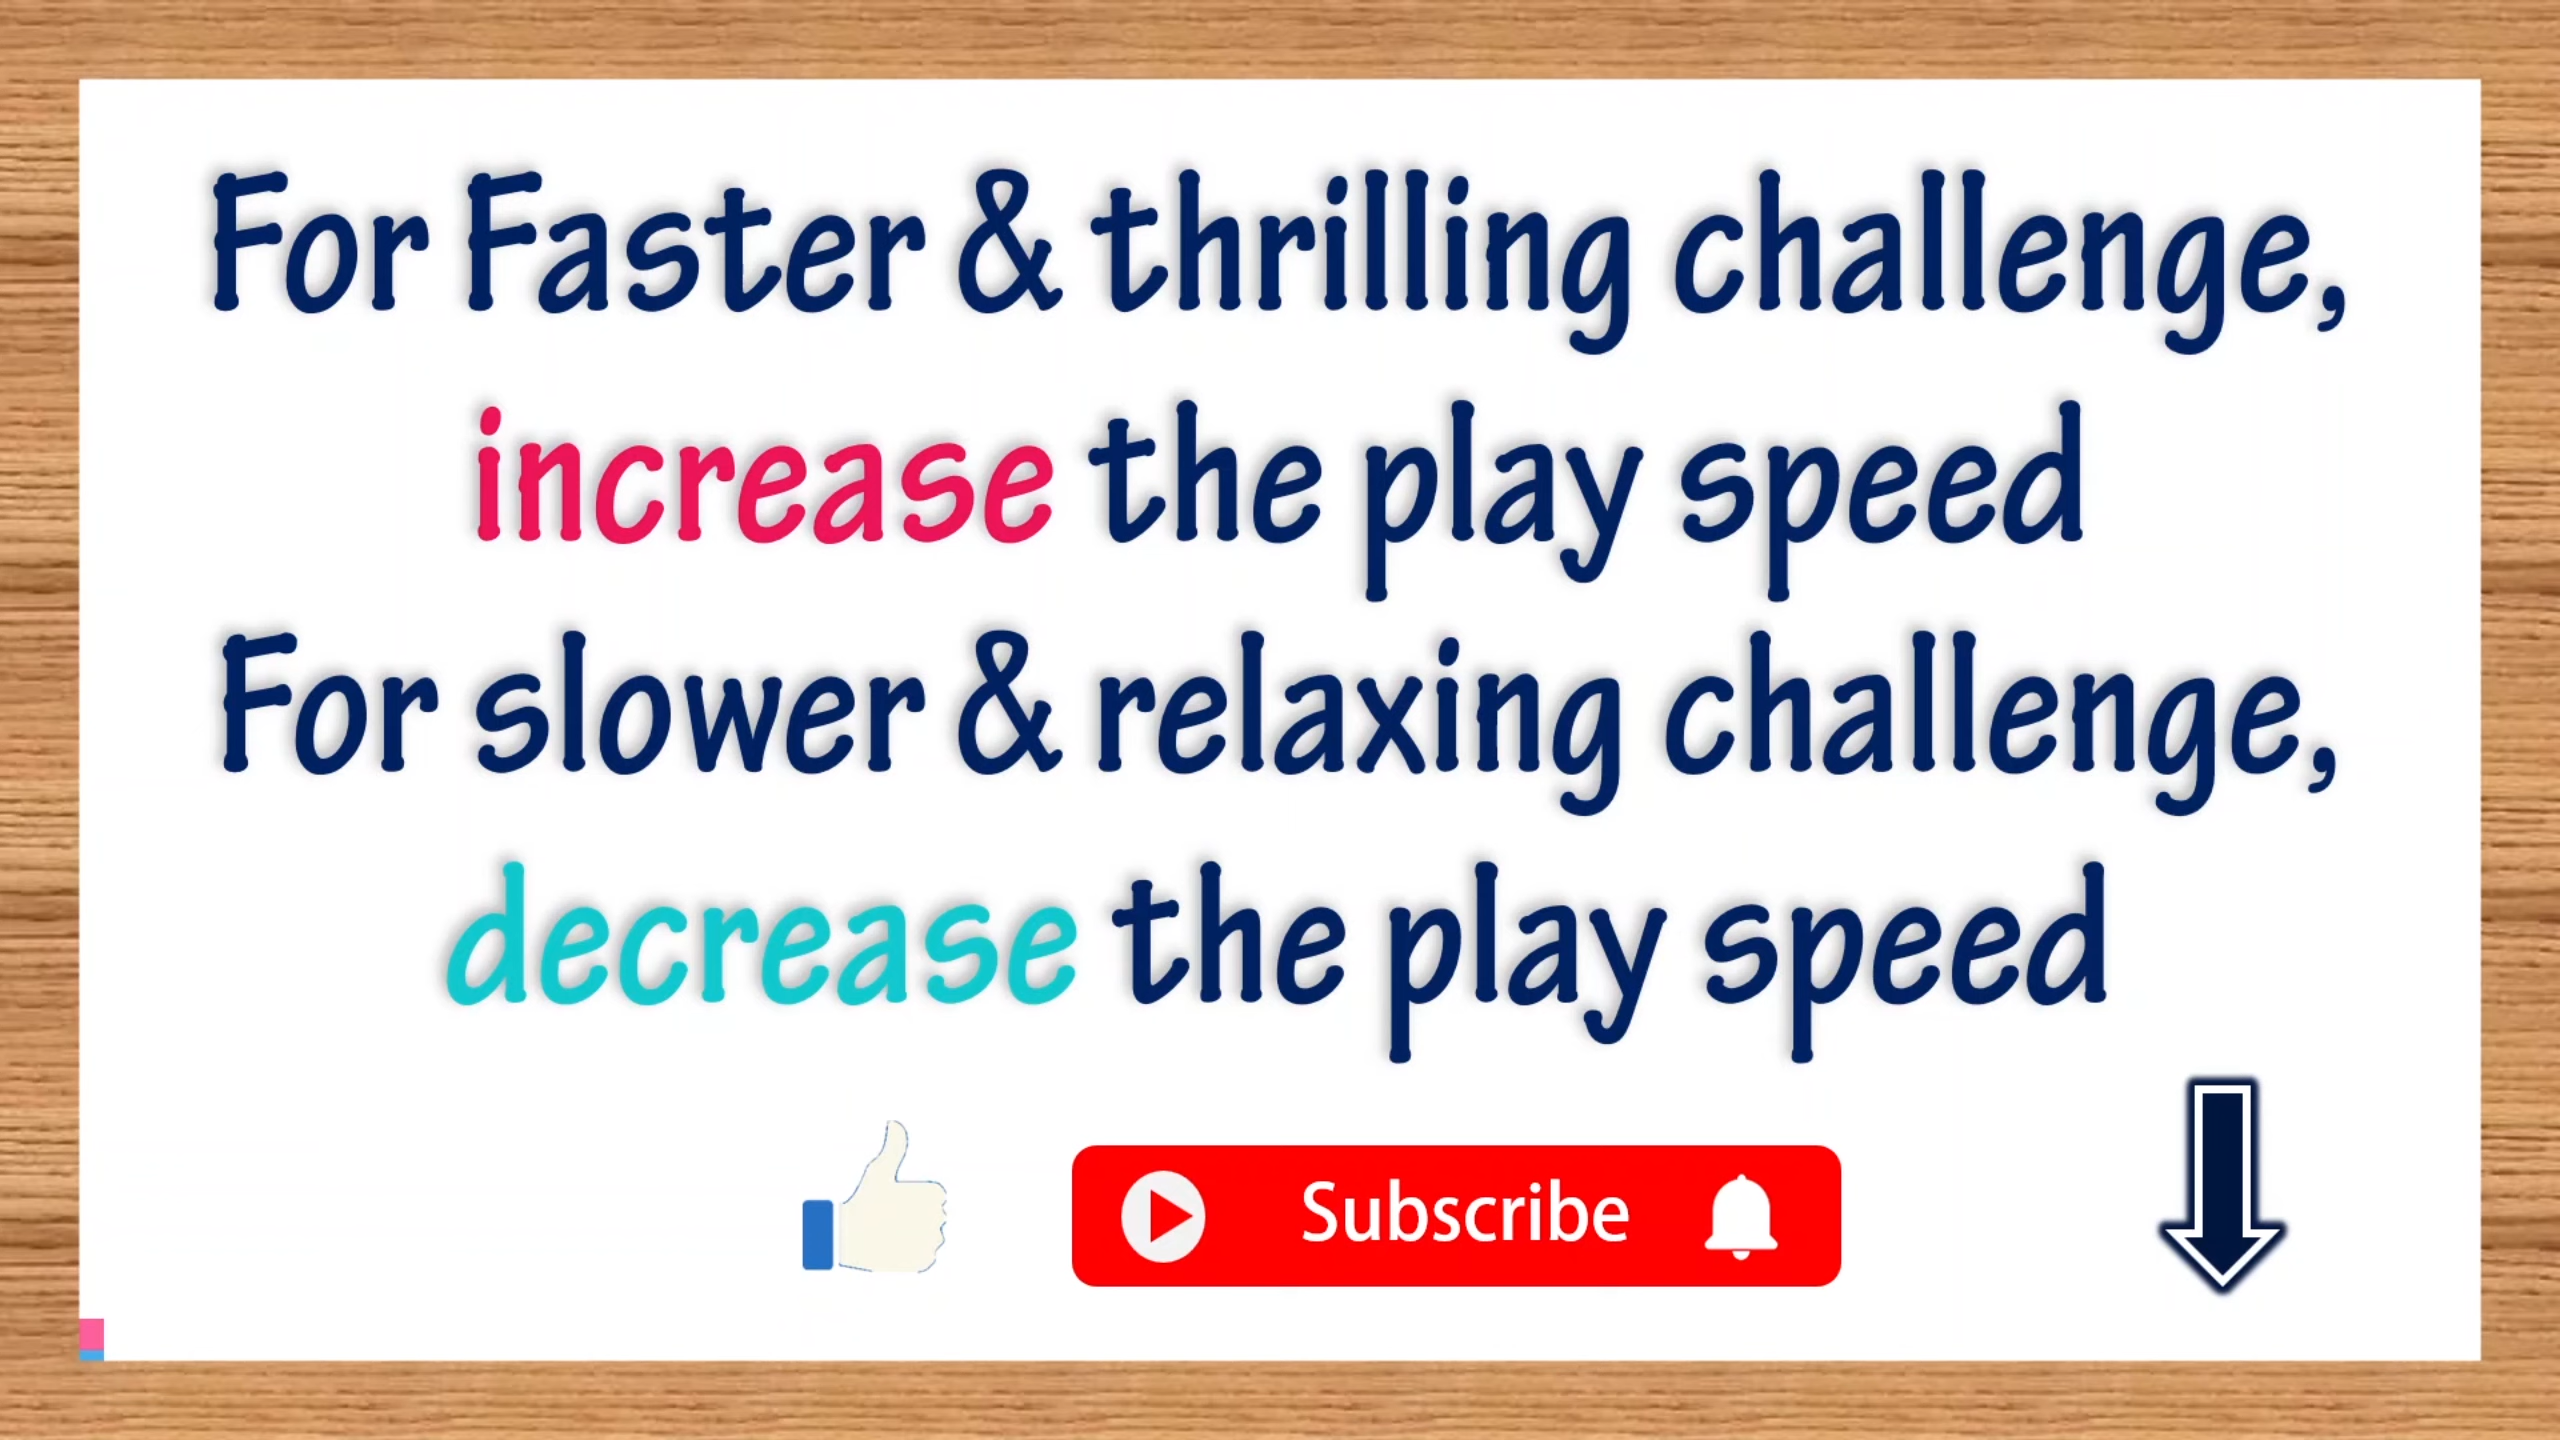 For Faster & thrilling challenge,
increase the play speed
For slower & relaxing challenge,
decrease the play speed
Subscribe